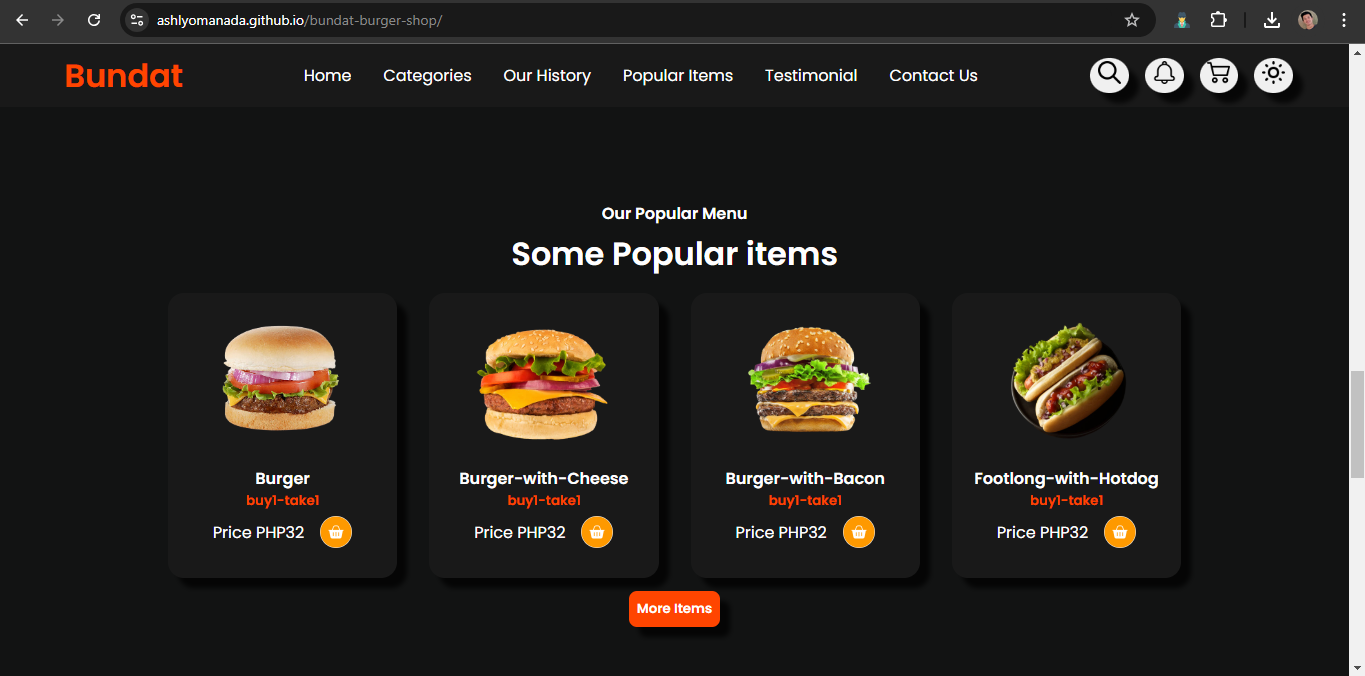 ashlyomanada.github.io/bundat-burger-shop/
Bundat
Home Categories Our History Popular Items Testimonial Contact Us
Our Popular Menu
Some Popular items
Burger Burger-with-Cheese Burger-with-Bacon Footlong-with-Hotdog
buy1-take1 buy1-take1 buy1-take1 buy1-take1
Price PHP32 Price PHP32 Price PHP32 Price PHP32
More Items